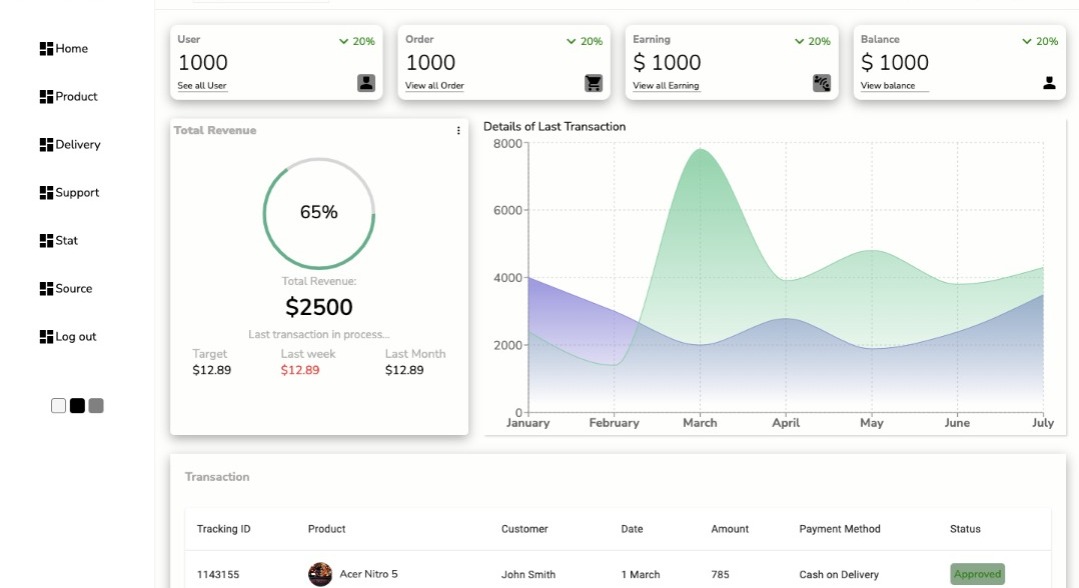 Home
Product
Delivery
Support
Stat
Source
Log out
User 20%
1000
See all User
Order 20%
1000
View all Order
Earning 20%
$ 1000
View all Earning
Balance 20%
$ 1000
View balance
Total Revenue
65%
Total Revenue:
$2500
Last transaction in process...
Target Last week Last Month
$12.89 $12.89 $12.89
Details of Last Transaction
8000
6000
4000
2000
0
January February March April May June July
Transaction
Tracking ID Product Customer Date Amount Payment Method Status
1143155 Acer Nitro 5 John Smith 1 March 785 Cash on Delivery Approved